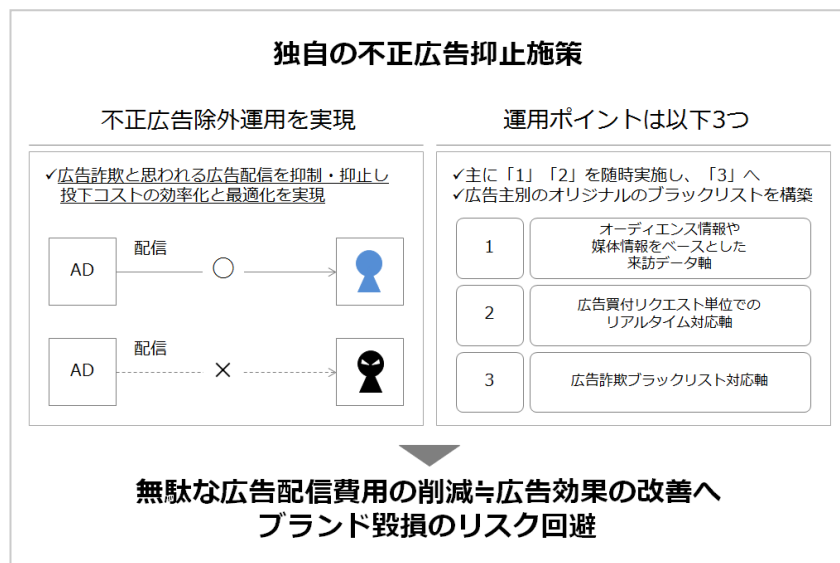 独自の不正広告抑止施策
不正広告除外運用を実現
✓広告詐欺と思われる広告配信を抑制・抑止し
投下コストの効率化と最適化を実現
AD
配信
○
AD
配信
×
運用ポイントは以下3つ
✓主に「1」「2」を随時実施し、「3」へ
✓広告主別のオリジナルのブラックリストを構築
1
オーディエンス情報や
媒体情報をベースとした
来訪データ軸
2
広告買付リクエスト単位での
リアルタイム対応軸
3
広告詐欺ブラックリスト対応軸
無駄な広告配信費用の削減≒広告効果の改善へ
ブランド毀損のリスク回避